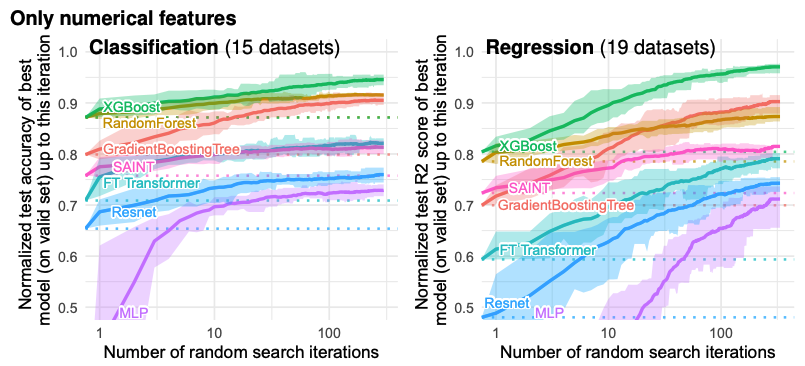 Only numerical features
Classification (15 datasets)
Normalized test accuracy of best
model (on valid set) up to this iteration
1.0
0.9
0.8
0.7
0.6
0.5
XGBoost
RandomForest
GradientBoostingTree
SAINT
FT Transformer
Resnet
MLP
1
10
100
Number of random search iterations
Regression (19 datasets)
Normalized test R2 score of best
model (on valid set) up to this iteration
1.0
0.9
0.8
0.7
0.6
0.5
XGBoost
RandomForest
SAINT
GradientBoostingTree
FT Transformer
Resnet
MLP
1
10
100
Number of random search iterations